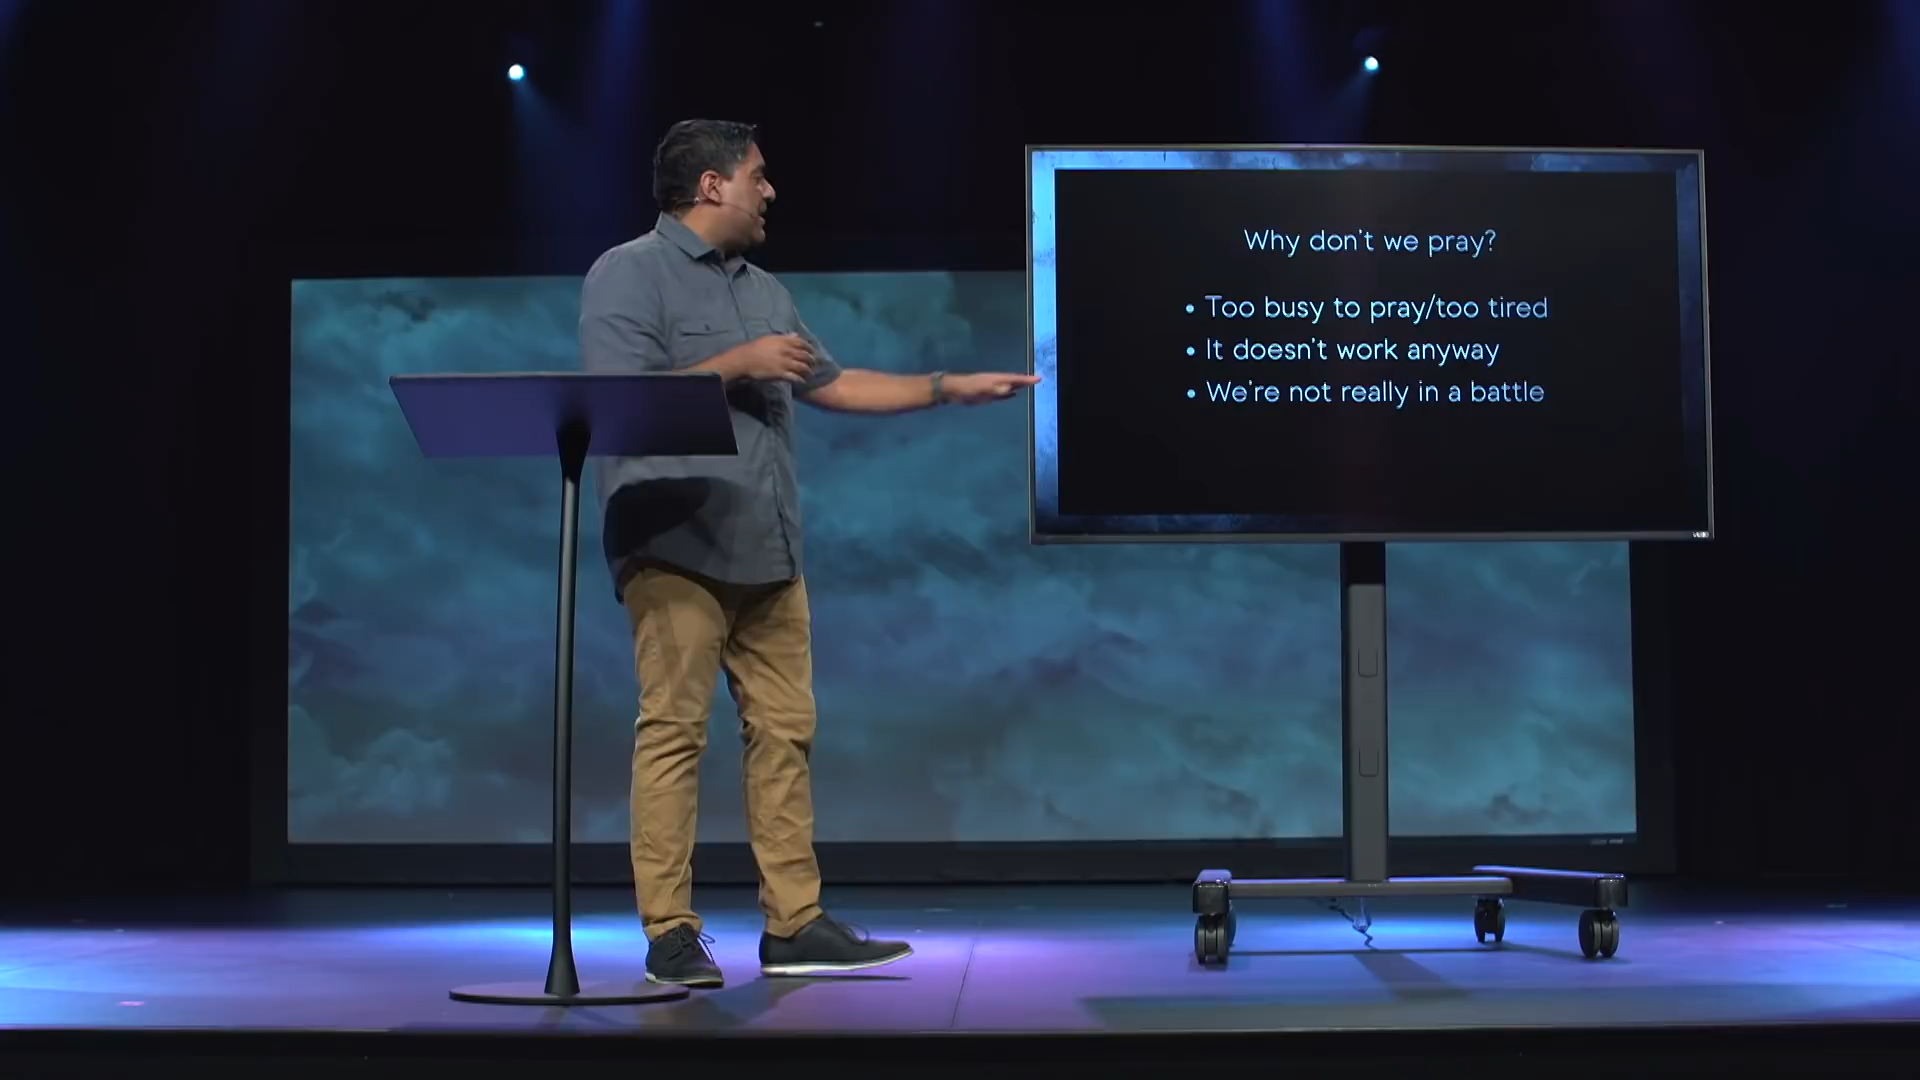 Why don't we pray?
• Too busy to pray/too tired
• It doesn't work anyway
• We're not really in a battle